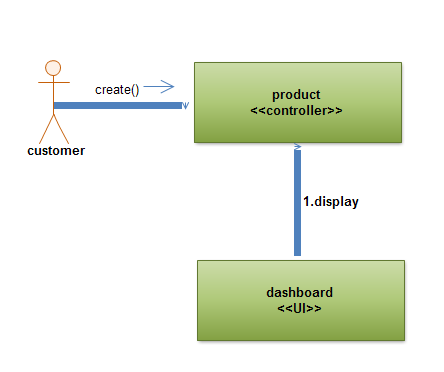 create()
product
<<controller>>
customer
1.display
dashboard
<<UI>>